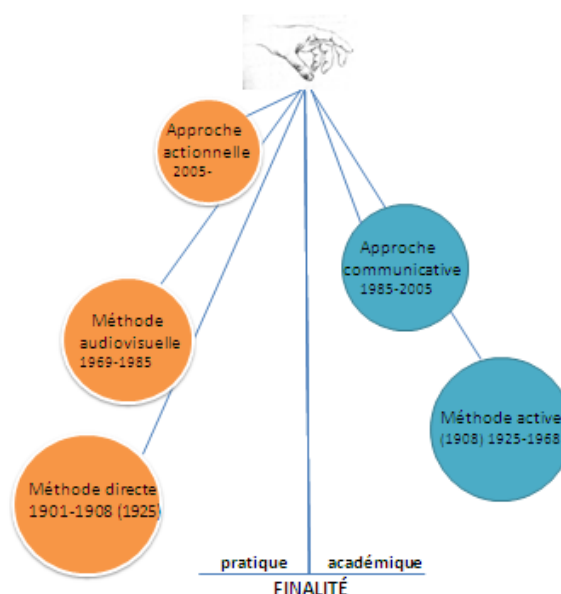 Approche
actionnelle
2005-
Approche
communicative
1985-2005
Méthode
audiovisuelle
1969-1985
Méthode active
(1908) 1925-1968
Méthode directe
1901-1908 (1925)
pratique académique
FINALITÉ